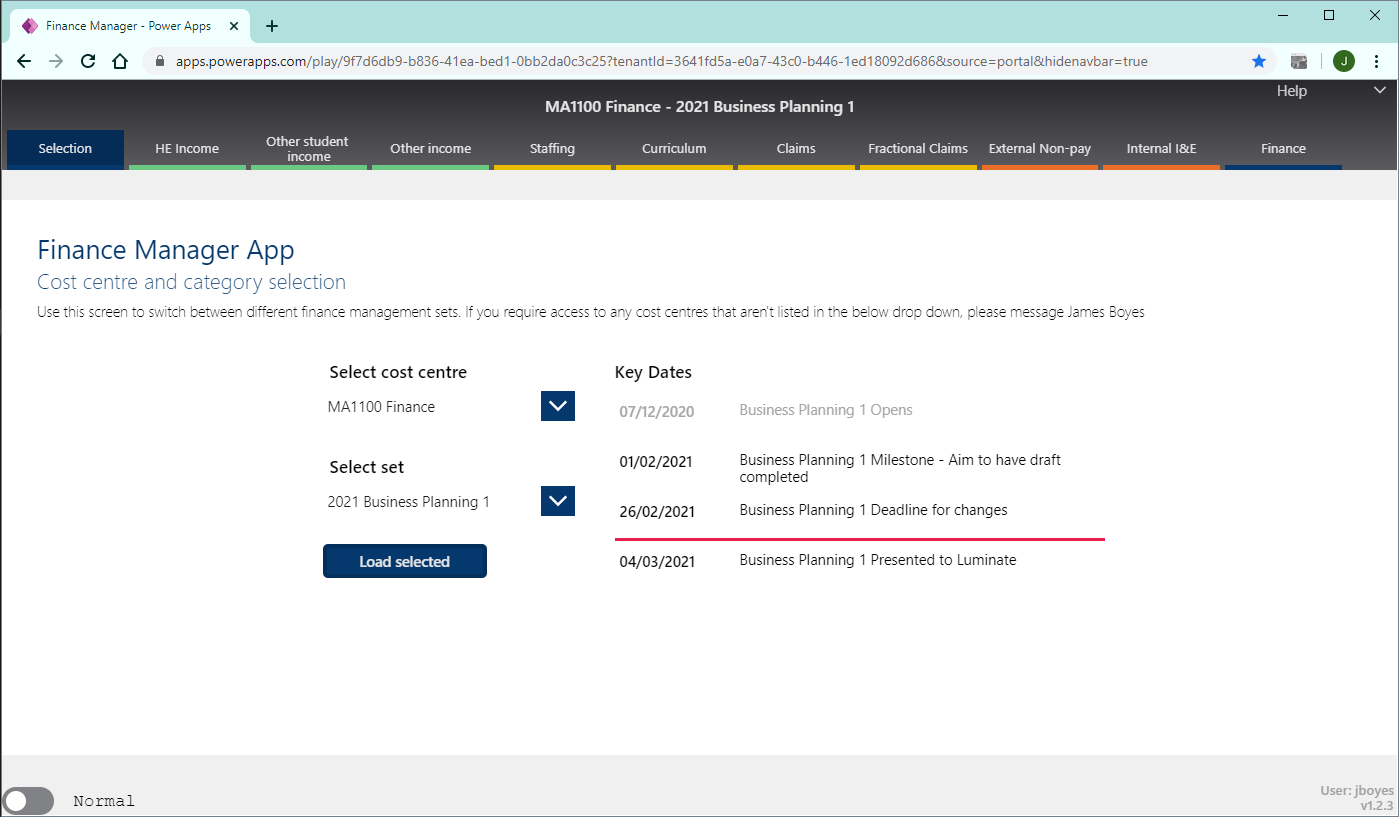 Finance Manager - Power Apps
apps.powerapps.com/play/9f7d6db9-b836-41ea-bed1-0bb2da0c3c25?tenantId=3641fd5a-e0a7-43c0-b446-1ed18092d686&source=portal&hidenavbar=true
J
Help
MA1100 Finance - 2021 Business Planning 1
Selection
HE Income
Other student
income
Other income
Staffing
Curriculum
Claims
Fractional Claims
External Non-pay
Internal I&E
Finance
Finance Manager App
Cost centre and category selection
Use this screen to switch between different finance management sets. If you require access to any cost centres that aren't listed in the below drop down, please message James Boyes
Select cost centre
MA1100 Finance
Select set
2021 Business Planning 1
Load selected
Key Dates
07/12/2020 Business Planning 1 Opens
01/02/2021 Business Planning 1 Milestone - Aim to have draft
completed
26/02/2021 Business Planning 1 Deadline for changes
04/03/2021 Business Planning 1 Presented to Luminate
Normal
User: jboyes
v1.2.3